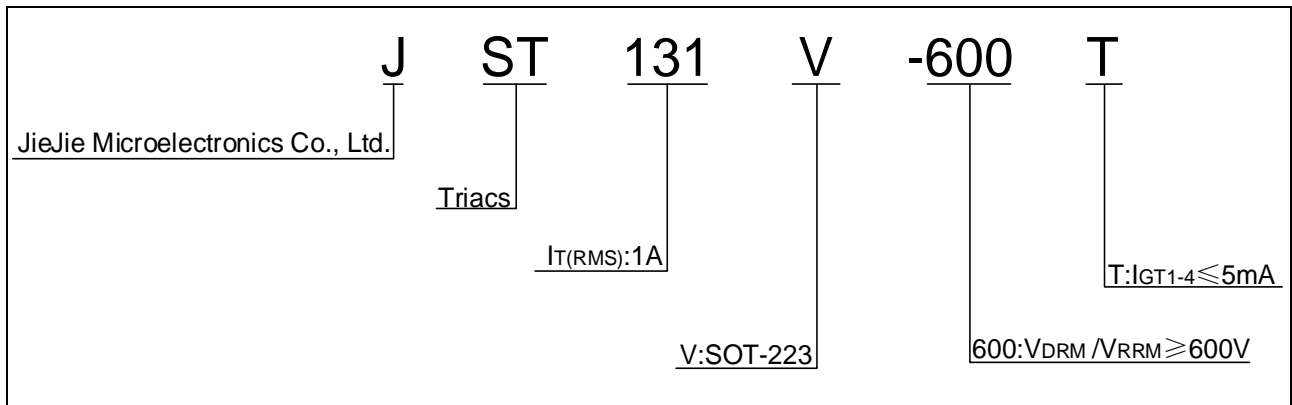 J ST 131 V -600 T
JieJie Microelectronics Co., Ltd.
Triacs
IT(RMS):1A
T:IGT1-4≤5mA
V:SOT-223
600:VDRM /VRRM≥600V